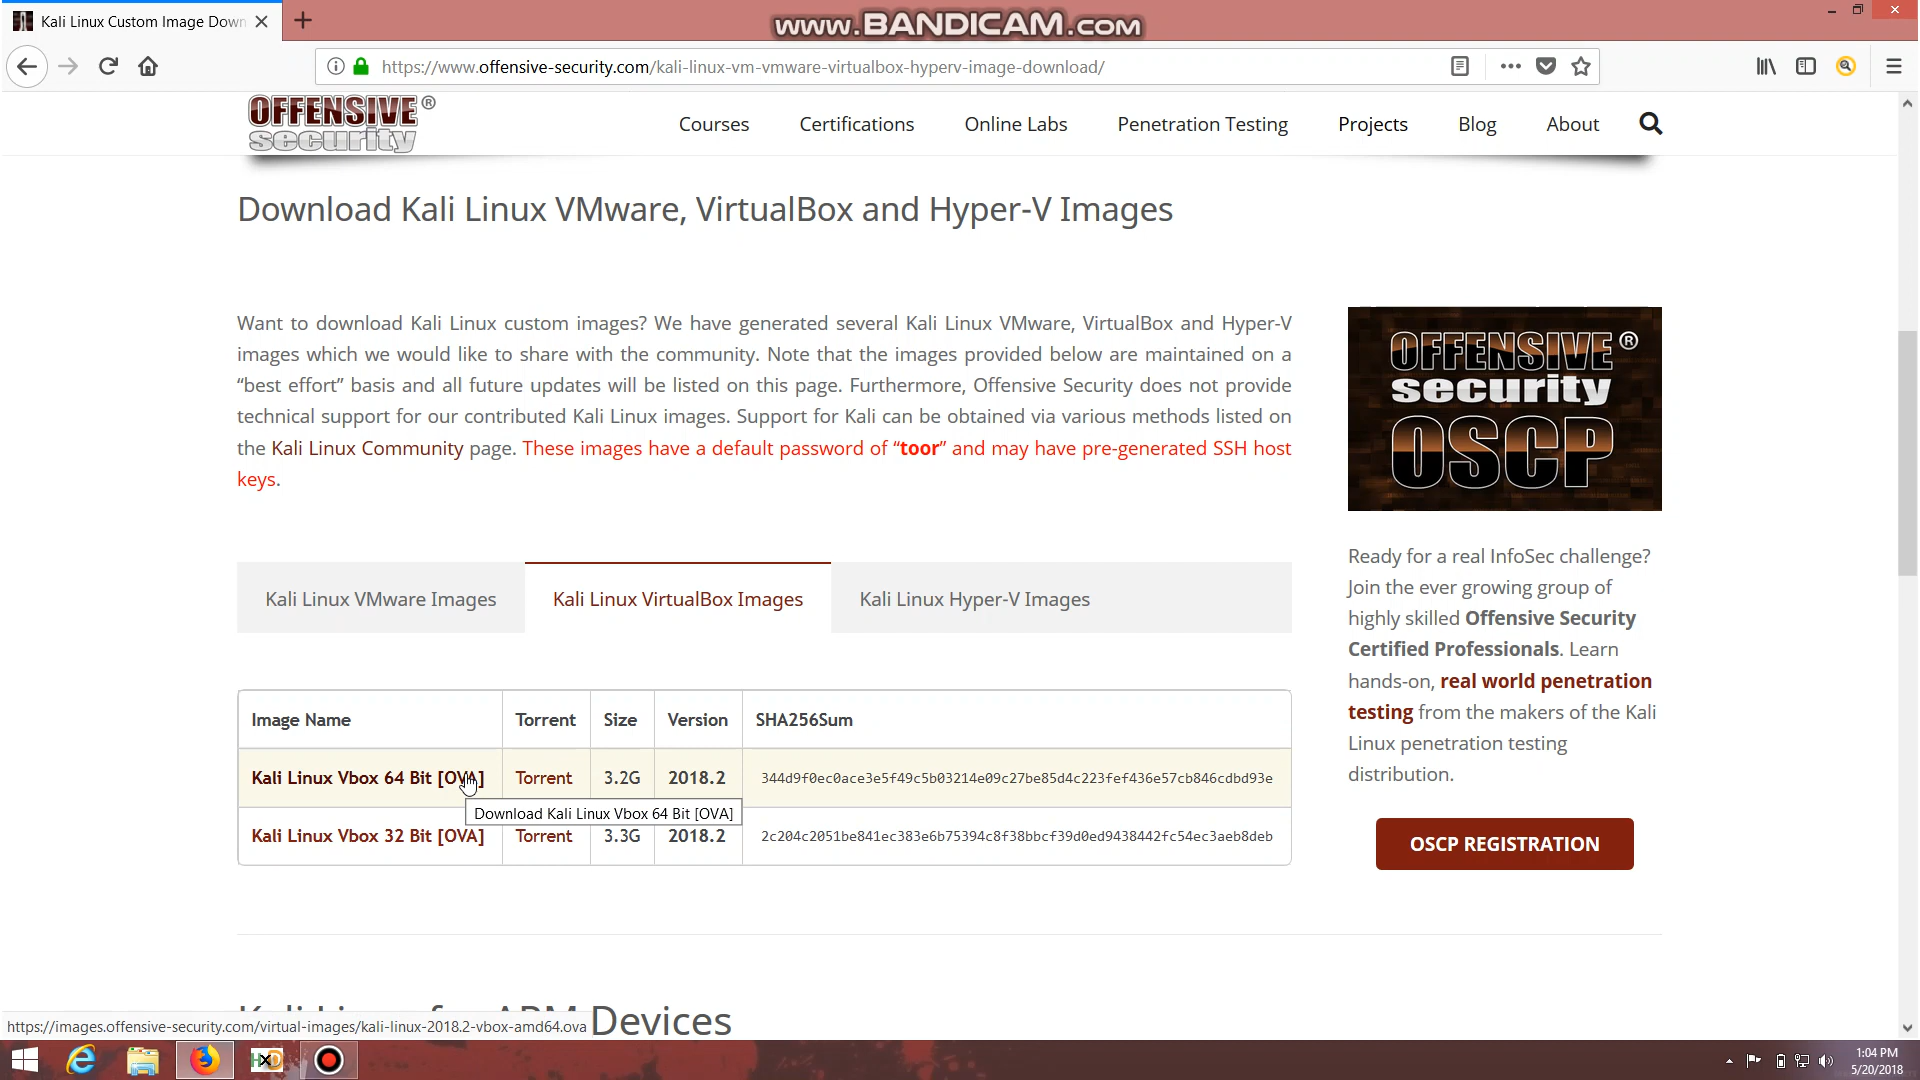 Kali Linux Custom Image Down
www.BANDICAM.com
https://www.offensive-security.com/kali-linux-vm-vmware-virtualbox-hyperv-image-download/
OFFENSIVE®
security
Courses
Certifications
Online Labs
Penetration Testing
Projects
Blog
About
Download Kali Linux VMware, VirtualBox and Hyper-V Images
Want to download Kali Linux custom images? We have generated several Kali Linux VMware, VirtualBox and Hyper-V
images which we would like to share with the community. Note that the images provided below are maintained on a
“best effort” basis and all future updates will be listed on this page. Furthermore, Offensive Security does not provide
technical support for our contributed Kali Linux images. Support for Kali can be obtained via various methods listed on
the Kali Linux Community page. These images have a default password of “toor” and may have pre-generated SSH host
keys.
OFFENSIVE®
security
OSCP
Ready for a real InfoSec challenge?
Join the ever growing group of
highly skilled Offensive Security
Certified Professionals. Learn
hands-on, real world penetration
testing from the makers of the Kali
Linux penetration testing
distribution.
OSCP REGISTRATION
Kali Linux VMware Images
Kali Linux VirtualBox Images
Kali Linux Hyper-V Images
Image Name Torrent Size Version SHA256Sum
Kali Linux Vbox 64 Bit [OVA] Torrent 3.2G 2018.2 344d9f0ec0ace3e5f49c5b03214e09c27be85d4c223fef436e57cb846cdbd93e
Download Kali Linux Vbox 64 Bit [OVA]
Kali Linux Vbox 32 Bit [OVA] Torrent 3.3G 2018.2 2c204c2051be841ec383e6b75394c8f38bbcf39d0ed9438442fc54ec3aeb8deb
Devices
https://images.offensive-security.com/virtual-images/kali-linux-2018.2-vbox-amd64.ova
HXD
1:04 PM
5/20/2018